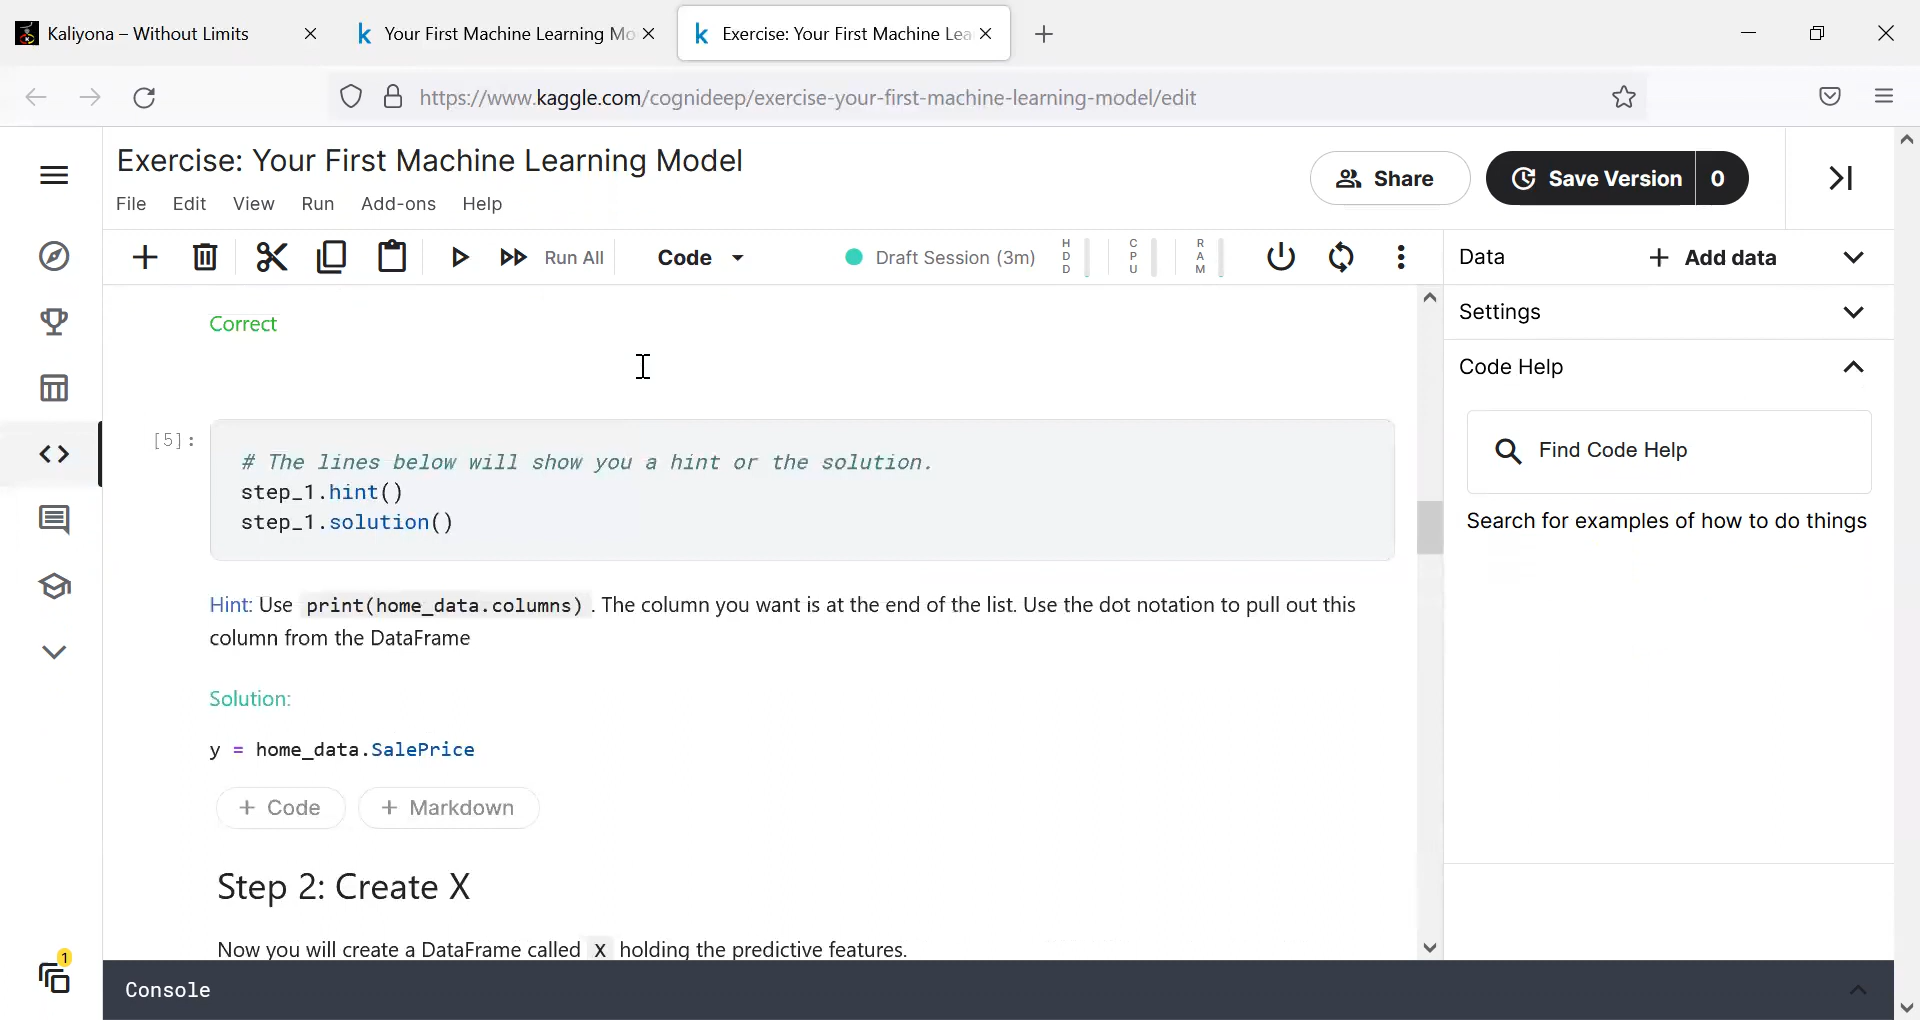 Kaliyona – Without Limits
Your First Machine Learning Mo
Exercise: Your First Machine Lea
https://www.kaggle.com/cognideep/exercise-your-first-machine-learning-model/edit
Exercise: Your First Machine Learning Model
File Edit View Run Add-ons Help
Share
Save Version 0
Run All
Code
Draft Session (3m)
HDD
CPU
RAM
Data
+ Add data
Settings
Code Help
Find Code Help
Search for examples of how to do things
Correct
[5]:
# The lines below will show you a hint or the solution.
step_1.hint()
step_1.solution()
Hint: Use print(home_data.columns) . The column you want is at the end of the list. Use the dot notation to pull out this
column from the DataFrame
Solution:
y = home_data.SalePrice
+ Code + Markdown
Step 2: Create X
Now you will create a DataFrame called X holding the predictive features.
1
Console